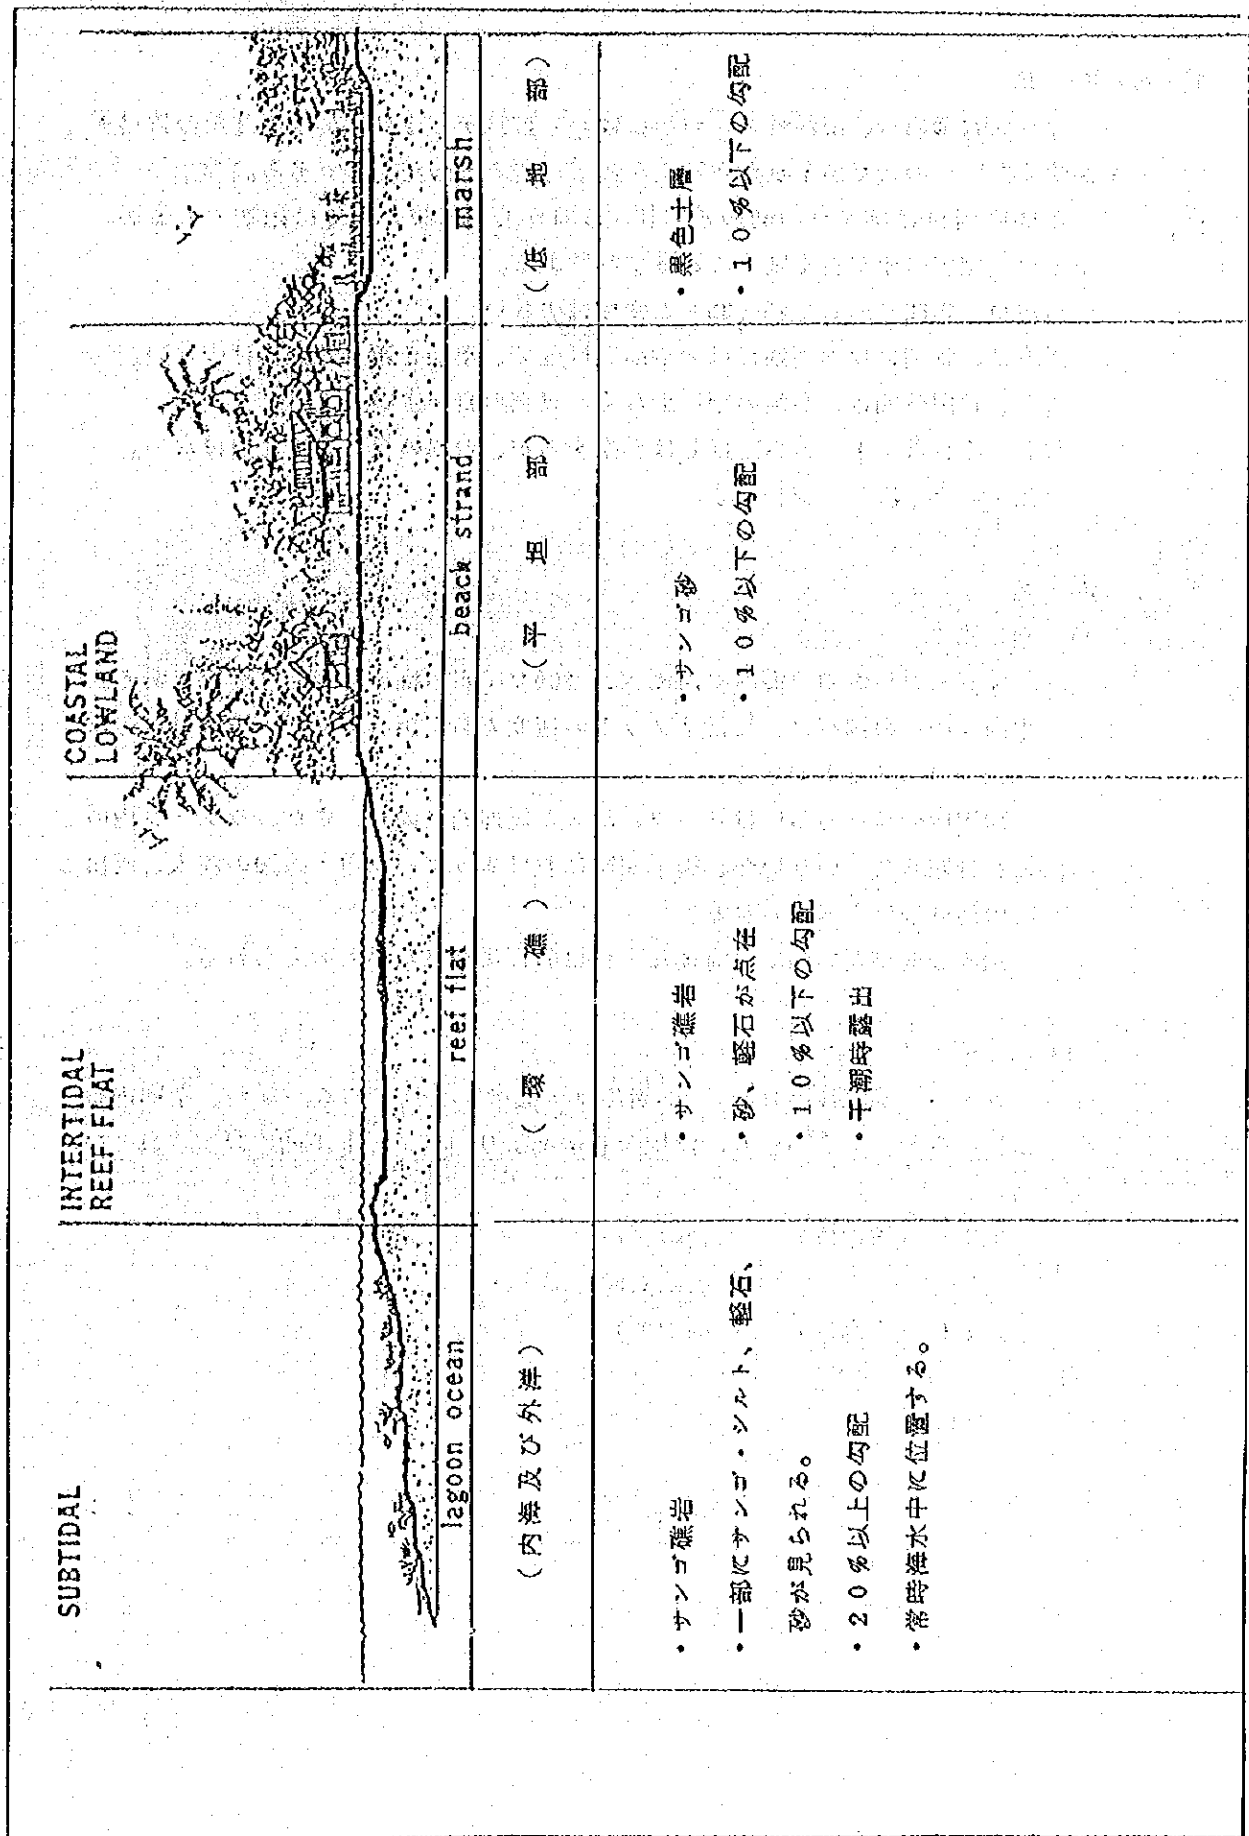 SUBTIDAL
INTERTIDAL
REEF FLAT
COASTAL
LOWLAND
lagoon ocean
reef flat
beack strand
marsh
(内海及び外洋)
(環礁)
(平坦部)
(低地部)
・サンゴ礁岩
・一部にサンゴ・シルト、軽石、
砂が見られる。
・20%以上の勾配
・常時海水中に位置する。
・サンゴ礁岩
・砂、軽石が点在
・10%以下の勾配
・干潮時露出
・サンゴ砂
・10%以下の勾配
・黒色土層
・10%以下の勾配